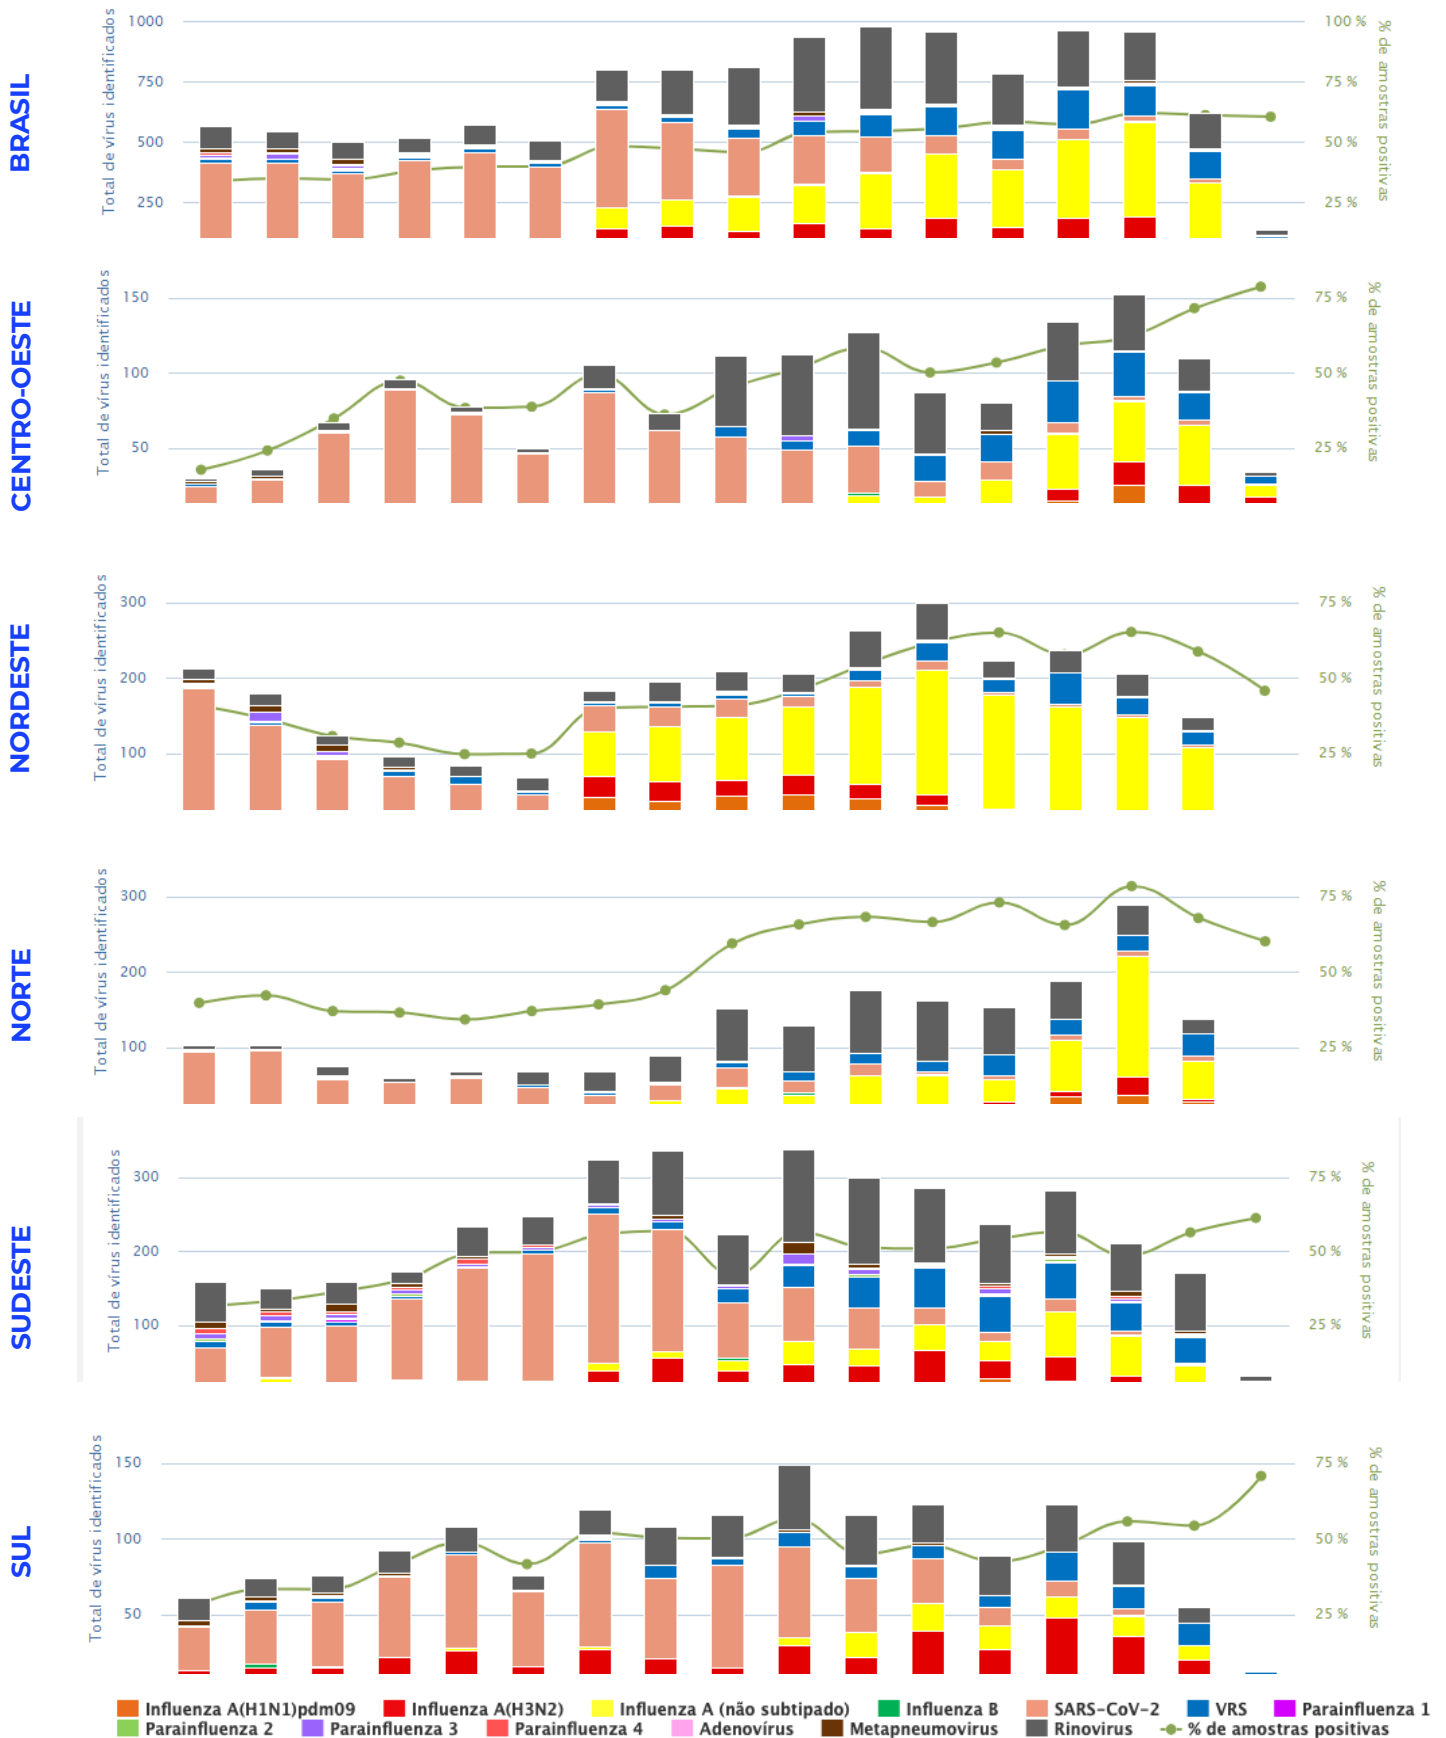 BRASIL
Total de vírus identificados
1000
750
500
250
100 %
75 %
50 %
25 %
% de amostras positivas
CENTRO-OESTE
Total de vírus identificados
150
100
50
75 %
50 %
25 %
% de amostras positivas
NORDESTE
Total de vírus identificados
300
200
100
75 %
50 %
25 %
% de amostras positivas
NORTE
Total de vírus identificados
300
200
100
75 %
50 %
25 %
% de amostras positivas
SUDESTE
Total de vírus identificados
300
200
100
75 %
50 %
25 %
% de amostras positivas
SUL
Total de vírus identificados
150
100
50
75 %
50 %
25 %
% de amostras positivas
Influenza A(H1N1)pdm09 Influenza A(H3N2) Influenza A (não subtipado) Influenza B SARS-CoV-2 VRS Parainfluenza 1
Parainfluenza 2 Parainfluenza 3 Parainfluenza 4 Adenovírus Metapneumovirus Rinovirus % de amostras positivas